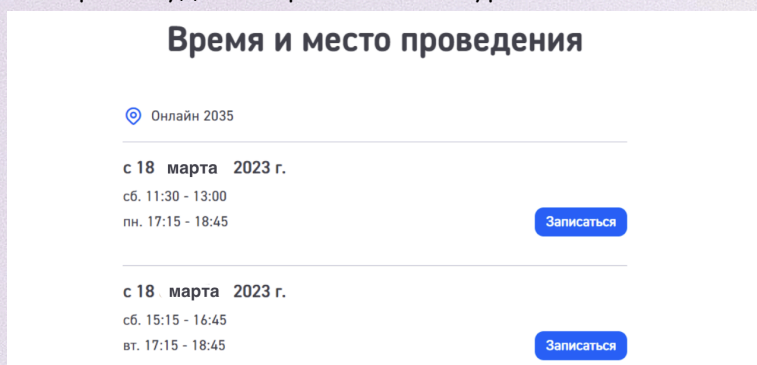 Время и место проведения
Онлайн 2035
с 18 марта 2023 г.
сб. 11:30 - 13:00
пн. 17:15 - 18:45
Записаться
с 18 марта 2023 г.
сб. 15:15 - 16:45
вт. 17:15 - 18:45
Записаться